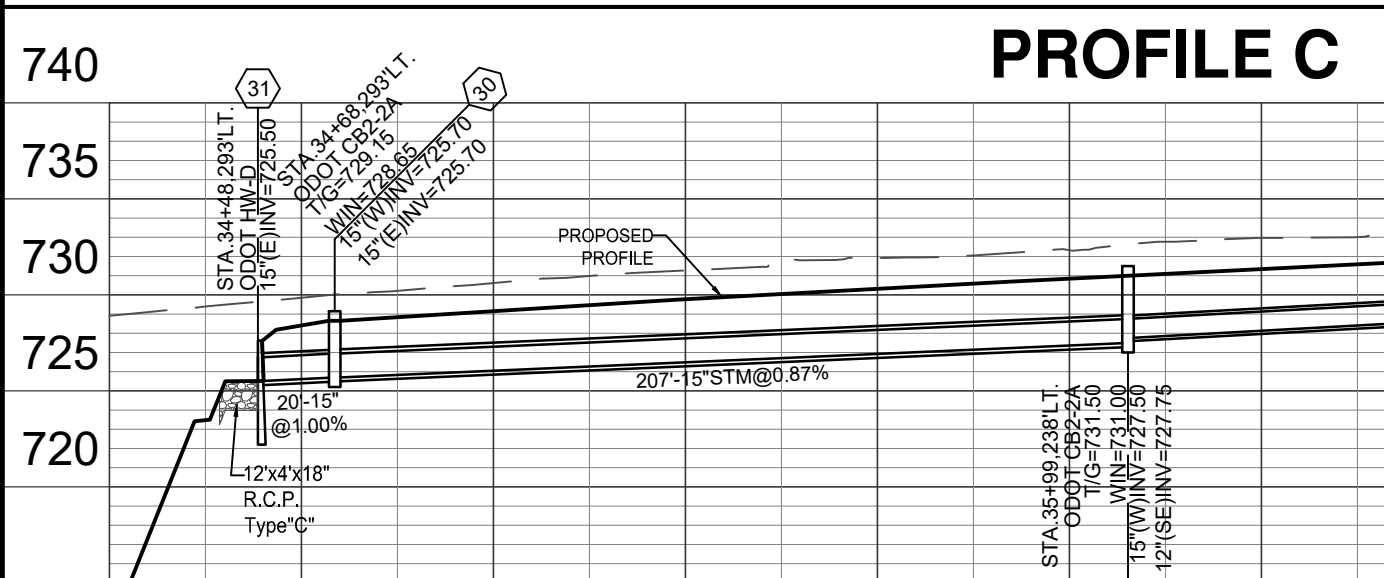 PROFILE C
740
735
730
725
720
31
STA.34+48,293'LT.
ODOT HW-D
15"(E)INV=725.50
30
STA.34+68,293'LT.
ODOT CB2-2A
T/G=729.15
WIN=728.65
15"(W)INV=725.70
15"(E)INV=725.70
PROPOSED
PROFILE
207'-15"STM@0.87%
20'-15"
@1.00%
12'x4'x18"
R.C.P.
Type"C"
STA.35+99,238'LT.
ODOT CB2-2A
T/G=731.50
WIN=731.00
15"(W)INV=727.50
12"(SE)INV=727.75